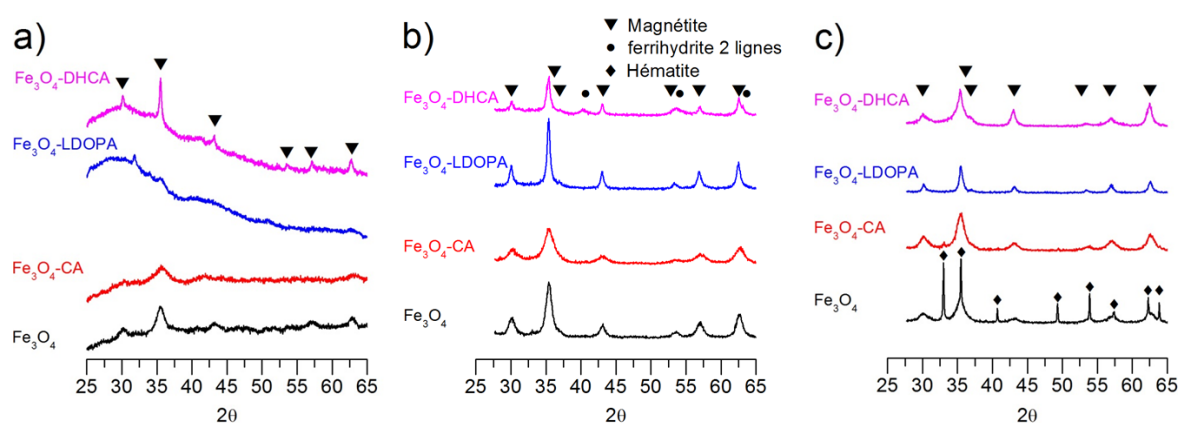 a)
Fe₃O₄-DHCA
Fe₃O₄-LDOPA
Fe₃O₄-CA
Fe₃O₄
25 30 35 40 45 50 55 60 65
2θ
b)
▼ Magnétite
● ferrihydrite 2 lignes
◆ Hématite
Fe₃O₄-DHCA
Fe₃O₄-LDOPA
Fe₃O₄-CA
Fe₃O₄
25 30 35 40 45 50 55 60 65
2θ
c)
Fe₃O₄-DHCA
Fe₃O₄-LDOPA
Fe₃O₄-CA
Fe₃O₄
25 30 35 40 45 50 55 60 65
2θ